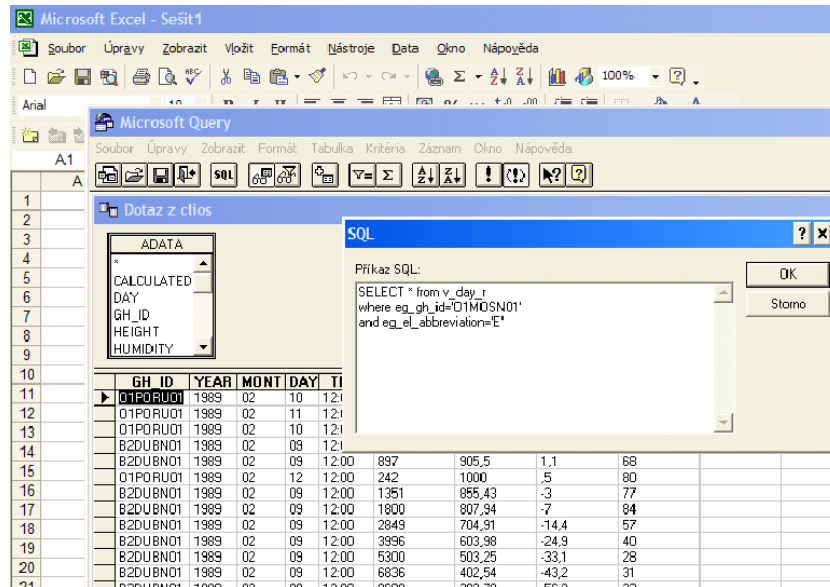 Microsoft Excel - Sešit1
Soubor Úpravy Zobrazit Vložit Formát Nástroje Data Okno Nápověda
100%
Arial 10
Microsoft Query
Soubor Úpravy Zobrazit Formát Tabulka Kritéria Záznam Okno Nápověda
A1
SQL
A
Dotaz z clios
ADATA
*
CALCULATED
DAY
GH_ID
HEIGHT
HUMIDITY
SQL
Příkaz SQL:
SELECT * from v_day_r
where eg_gh_id='O1MOSN01'
and eg_el_abbreviation='E'
OK
Storno
1
2
3
4
5
6
7
8
9
10
11
12
13
14
15
16
17
18
19
20
21
GH_ID YEAR MONT DAY TI
O1PORU01 1989 02 10 12:
O1PORU01 1989 02 11 12:
O1PORU01 1989 02 10 12:
B2DUBN01 1989 02 09 12:
B2DUBN01 1989 02 09 12:00 897 905,5 1,1 68
O1PORU01 1989 02 12 12:00 242 1000 ,5 80
B2DUBN01 1989 02 09 12:00 1351 855,43 -3 77
B2DUBN01 1989 02 09 12:00 1800 807,94 -7 84
B2DUBN01 1989 02 09 12:00 2849 704,91 -14,4 57
B2DUBN01 1989 02 09 12:00 3996 603,98 -24,9 40
B2DUBN01 1989 02 09 12:00 5300 503,25 -33,1 28
B2DUBN01 1989 02 09 12:00 6836 402,54 -43,2 31